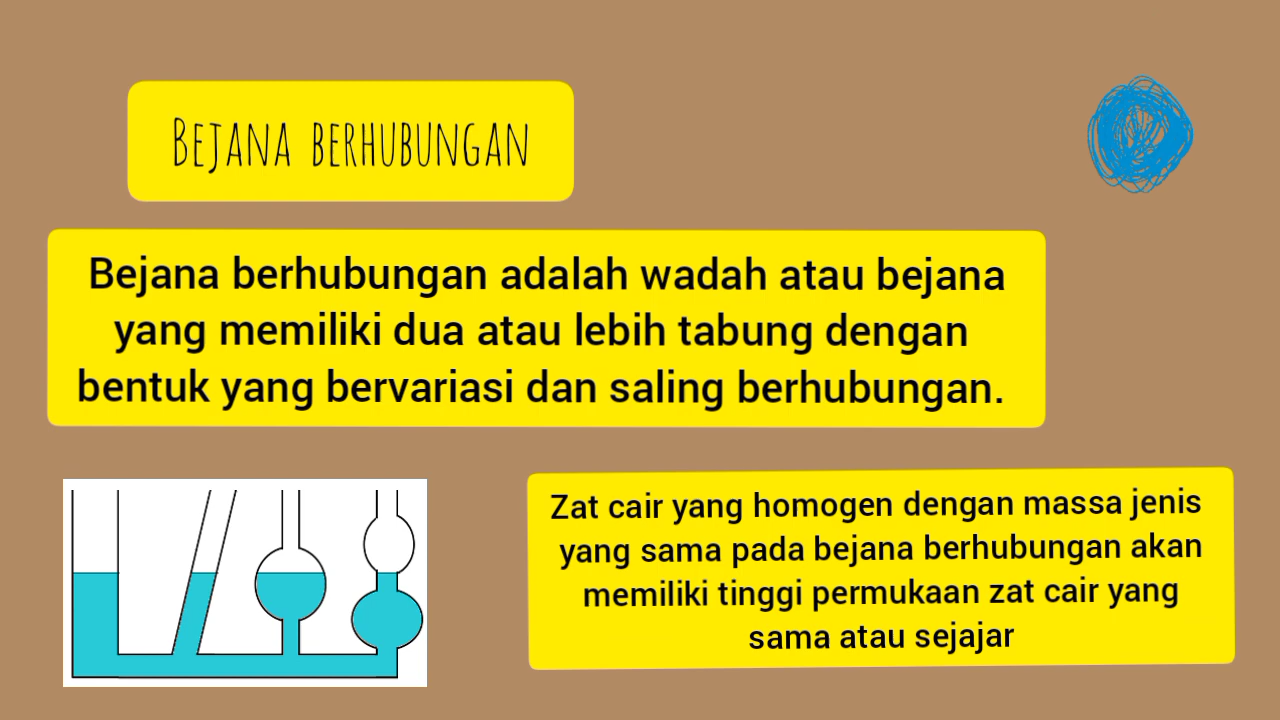 Bejana berhubungan
Bejana berhubungan adalah wadah atau bejana
yang memiliki dua atau lebih tabung dengan
bentuk yang bervariasi dan saling berhubungan.
Zat cair yang homogen dengan massa jenis
yang sama pada bejana berhubungan akan
memiliki tinggi permukaan zat cair yang
sama atau sejajar